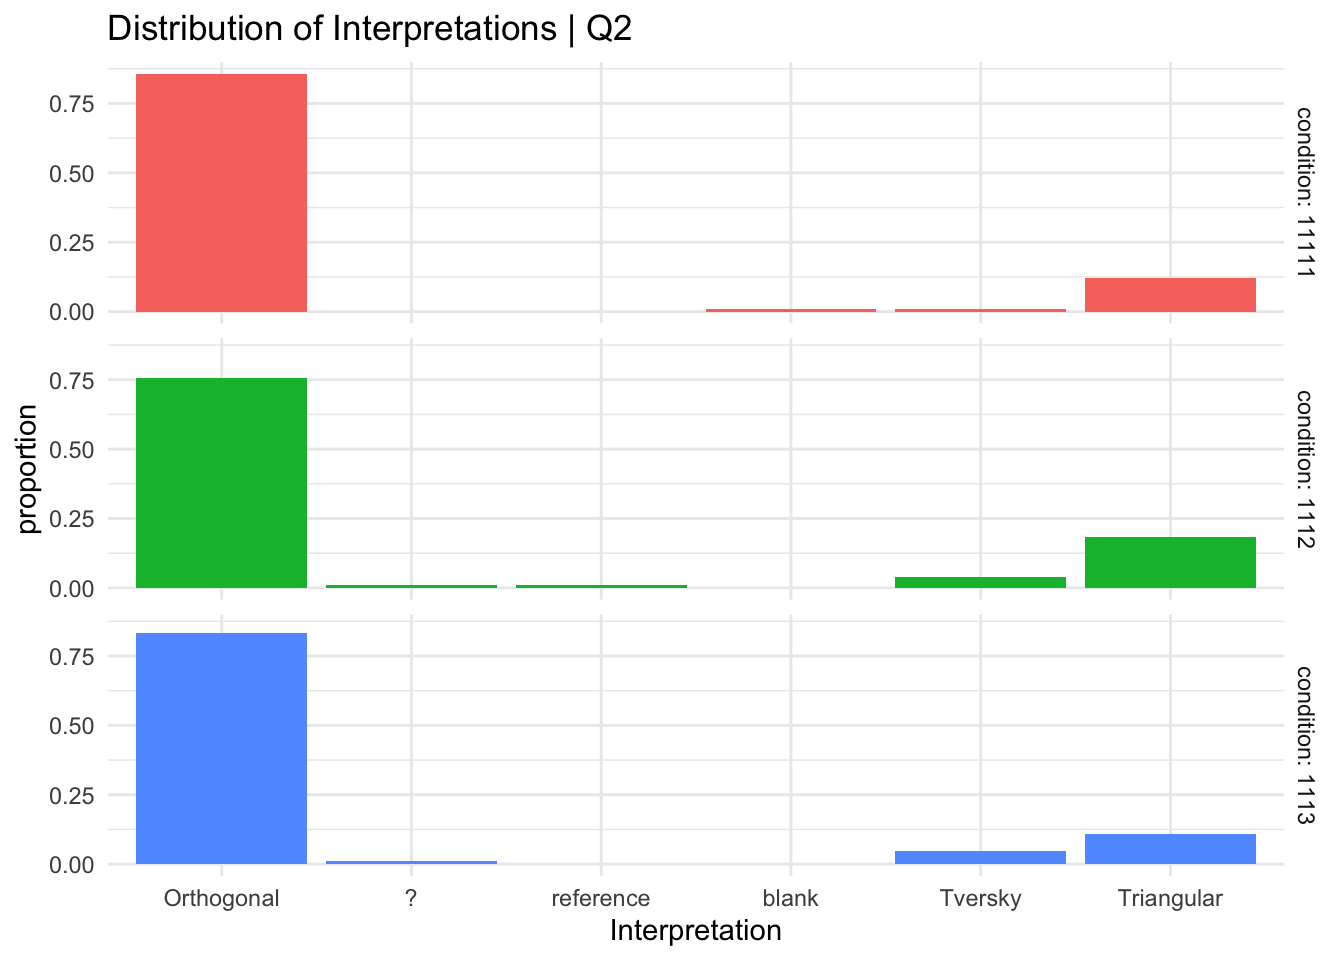 Distribution of Interpretations | Q2
0.75
0.50
0.25
0.00
condition: 11111
0.75
0.50
0.25
0.00
condition: 1112
0.75
0.50
0.25
0.00
condition: 1113
proportion
Orthogonal ? reference blank Tversky Triangular
Interpretation